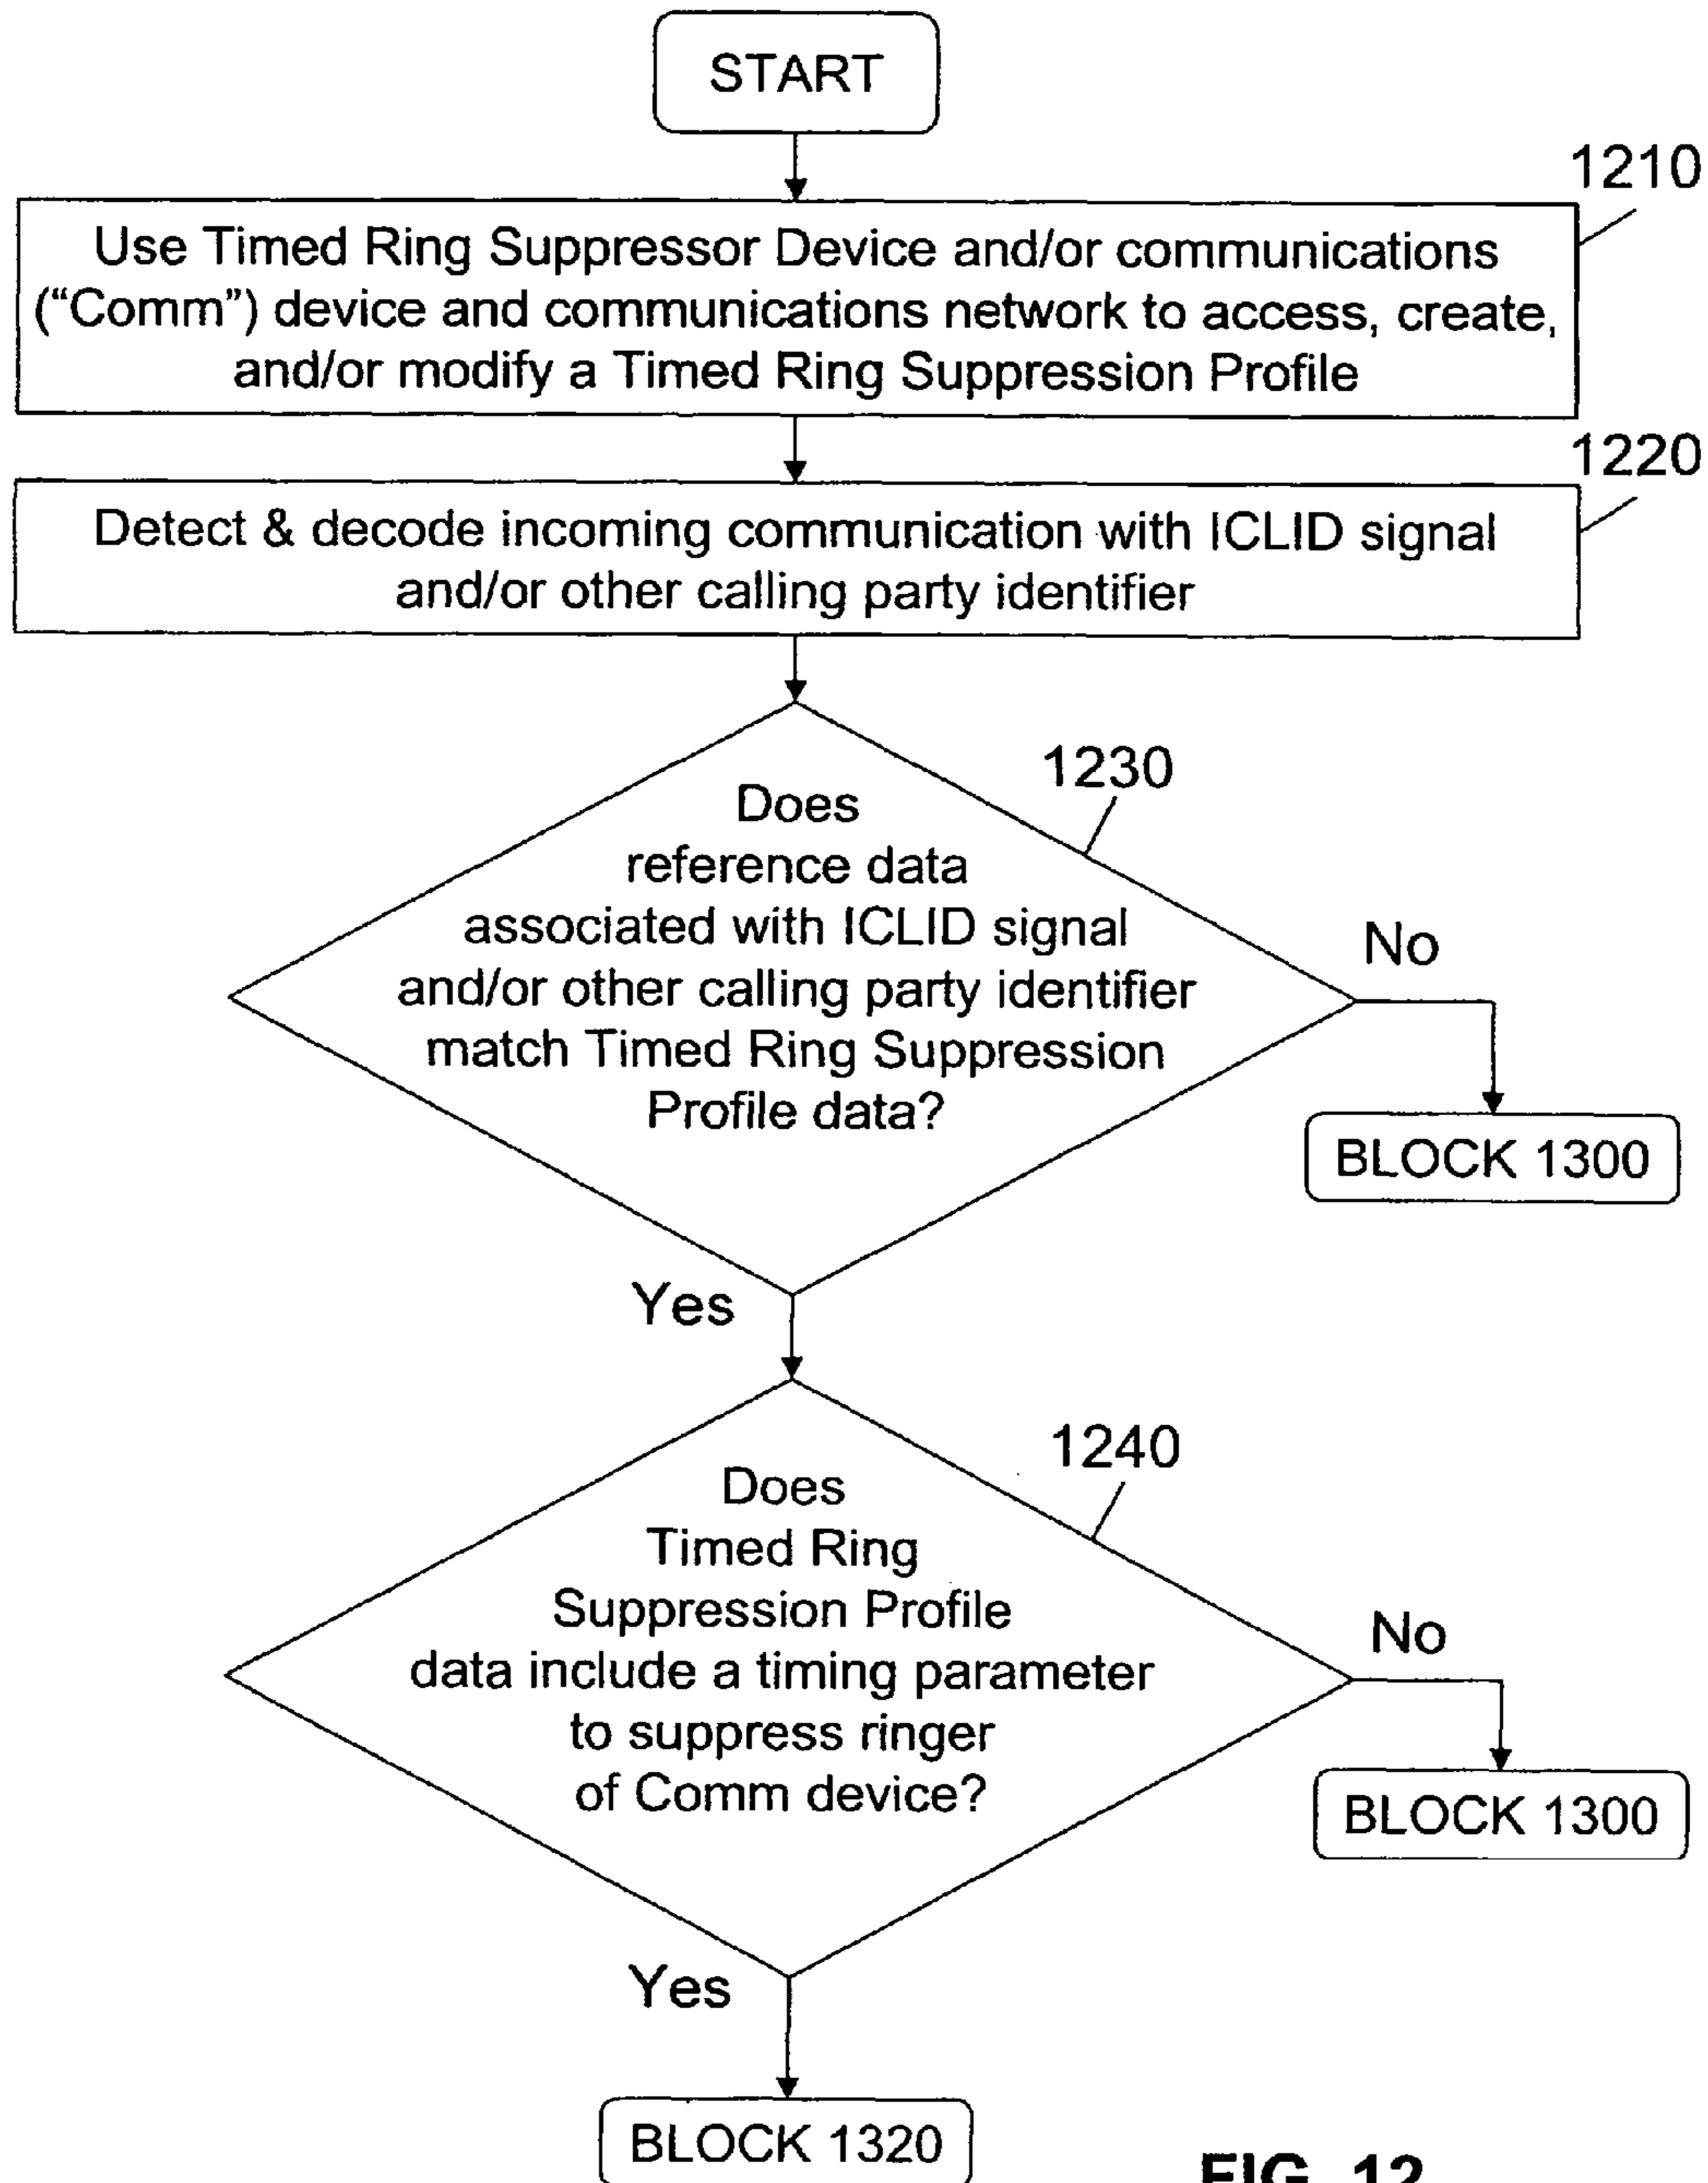 START
1210
Use Timed Ring Suppressor Device and/or communications
(“Comm”) device and communications network to access, create,
and/or modify a Timed Ring Suppression Profile
1220
Detect & decode incoming communication with ICLID signal
and/or other calling party identifier
1230
Does
reference data
associated with ICLID signal
and/or other calling party identifier
match Timed Ring Suppression
Profile data?
No
BLOCK 1300
Yes
1240
Does
Timed Ring
Suppression Profile
data include a timing parameter
to suppress ringer
of Comm device?
No
BLOCK 1300
Yes
BLOCK 1320
FIG. 12